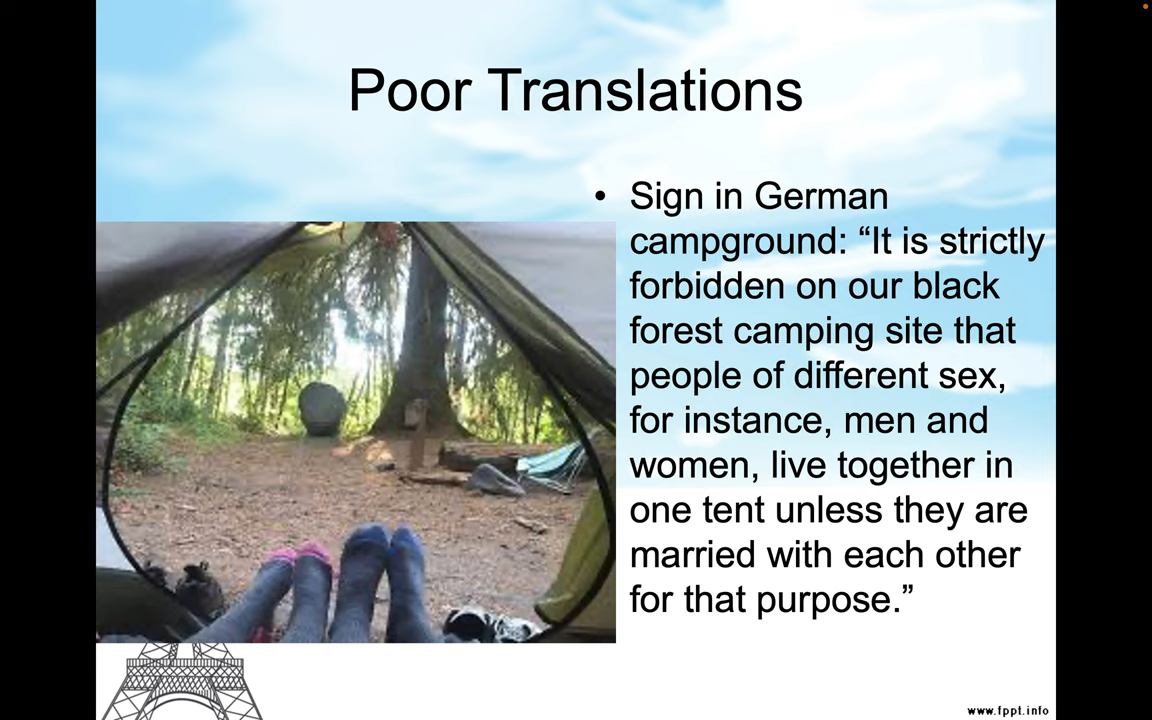 Poor Translations
• Sign in German
campground: “It is strictly
forbidden on our black
forest camping site that
people of different sex,
for instance, men and
women, live together in
one tent unless they are
married with each other
for that purpose.”
www.fppt.info